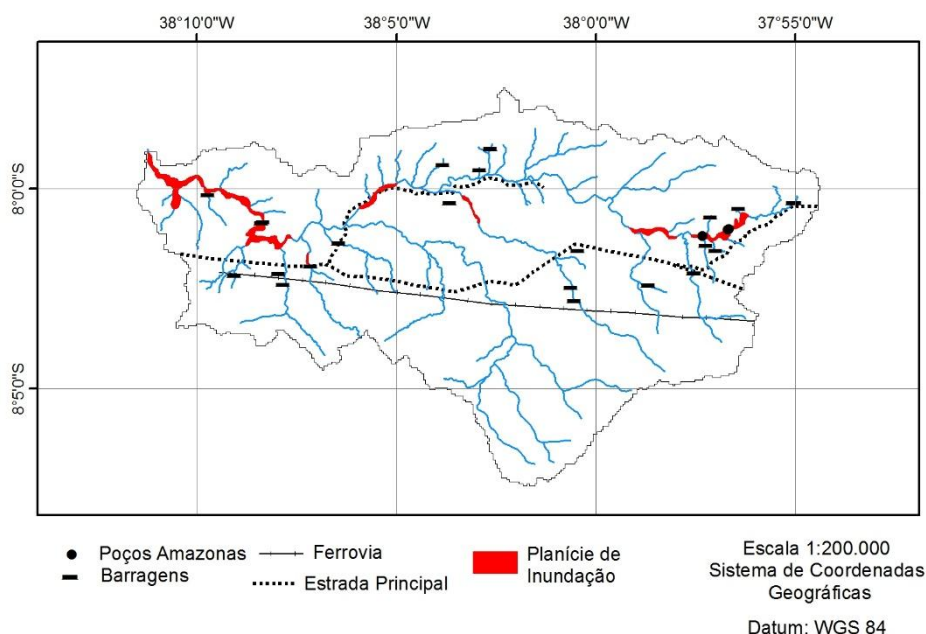 38°10'0"W 38°5'0"W 38°0'0"W 37°55'0"W
8°0'0"S
8°5'0"S
Poços Amazonas
Barragens
Ferrovia
Estrada Principal
Planície de
Inundação
Escala 1:200.000
Sistema de Coordenadas
Geográficas
Datum: WGS 84